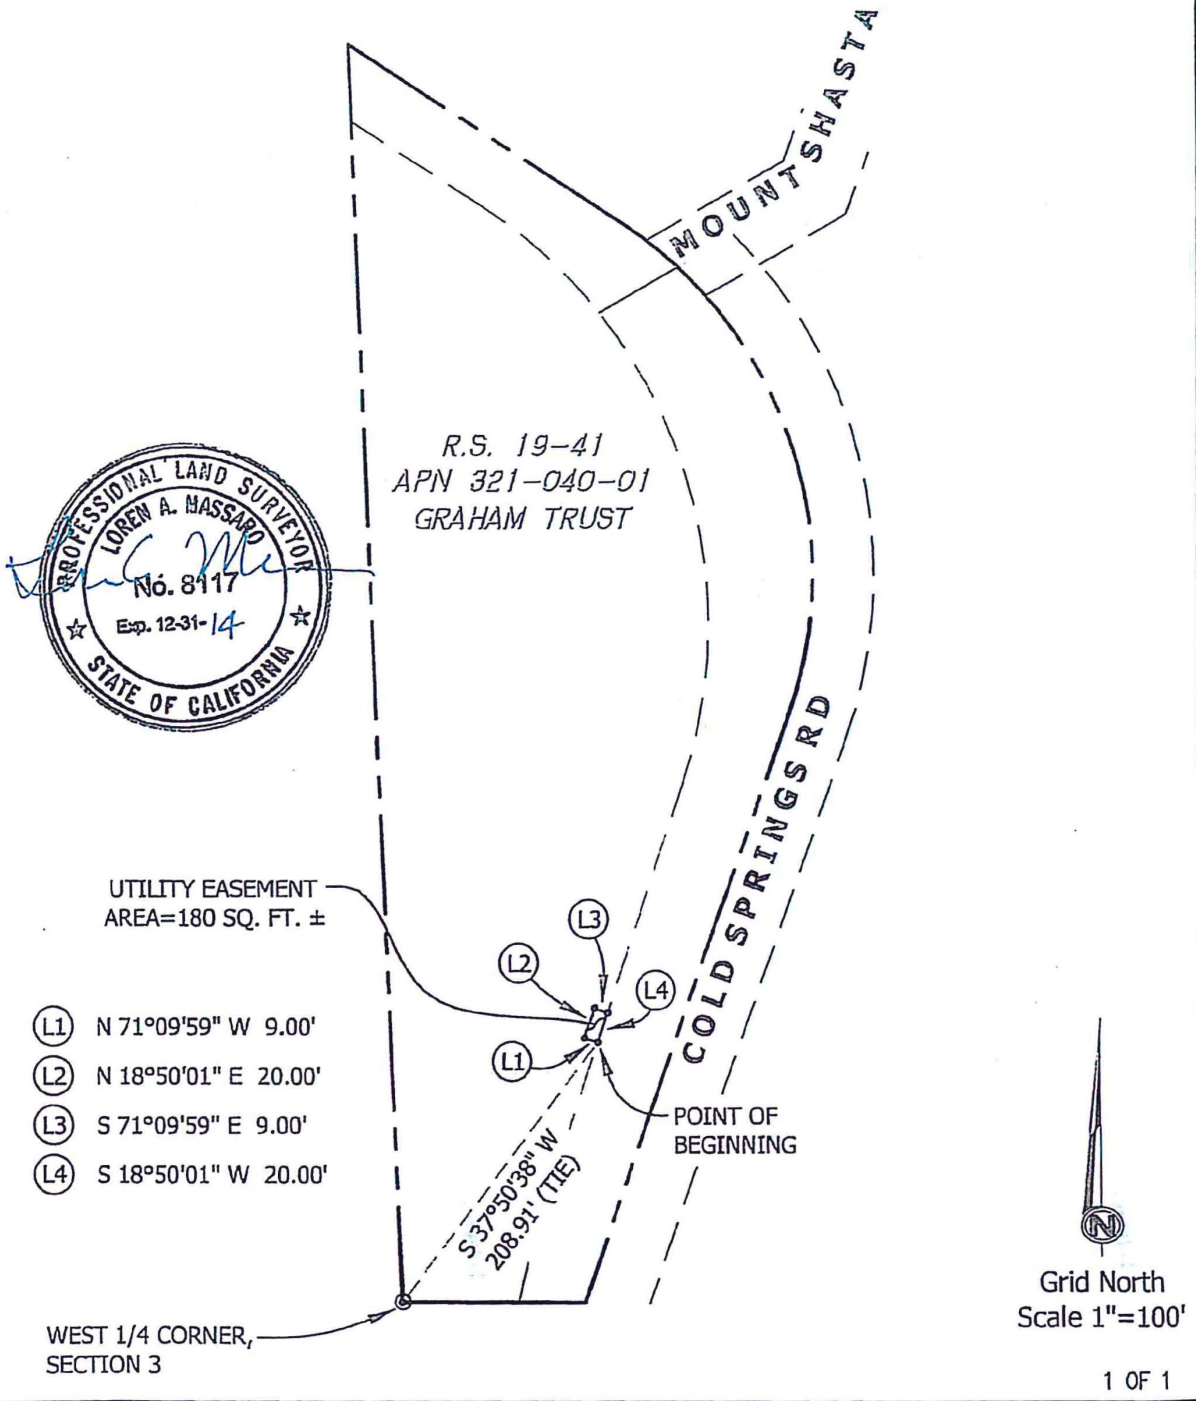 MOUNT SHASTA
R.S. 19-41
APN 321-040-01
GRAHAM TRUST
PROFESSIONAL LAND SURVEYOR
LOREN A. MASSARO
No. 8117
Exp. 12-31-14
STATE OF CALIFORNIA
COLD SPRINGS RD
UTILITY EASEMENT
AREA=180 SQ. FT. ±
L3
L2
L4
L1
L1 N 71°09'59" W 9.00'
L2 N 18°50'01" E 20.00'
L3 S 71°09'59" E 9.00'
L4 S 18°50'01" W 20.00'
POINT OF
BEGINNING
S 37°50'38" W
208.91' (TIE)
WEST 1/4 CORNER,
SECTION 3
N
Grid North
Scale 1"=100'
1 OF 1